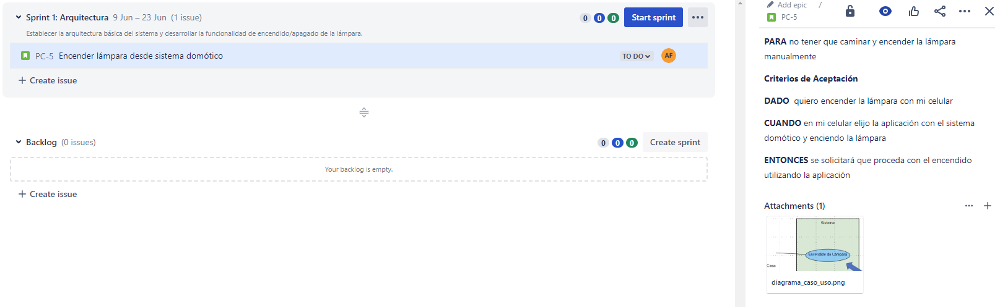 Sprint 1: Arquitectura 9 Jun – 23 Jun (1 issue) 0 0 0 Start sprint
Establecer la arquitectura básica del sistema y desarrollar la funcionalidad de encendido/apagado de la lámpara.
PC-5 Encender lámpara desde sistema domótico TO DO AF
+ Create issue
Backlog (0 issues) 0 0 0 Create sprint
Your backlog is empty.
+ Create issue
Add epic /
PC-5
PARA no tener que caminar y encender la lámpara
manualmente
Criterios de Aceptación
DADO quiero encender la lámpara con mi celular
CUANDO en mi celular elijo la aplicación con el sistema
domótico y enciendo la lámpara
ENTONCES se solicitará que proceda con el encendido
utilizando la aplicación
Attachments (1)
Sistema
Encendido de Lámpara
Casa
diagrama_caso_uso.png